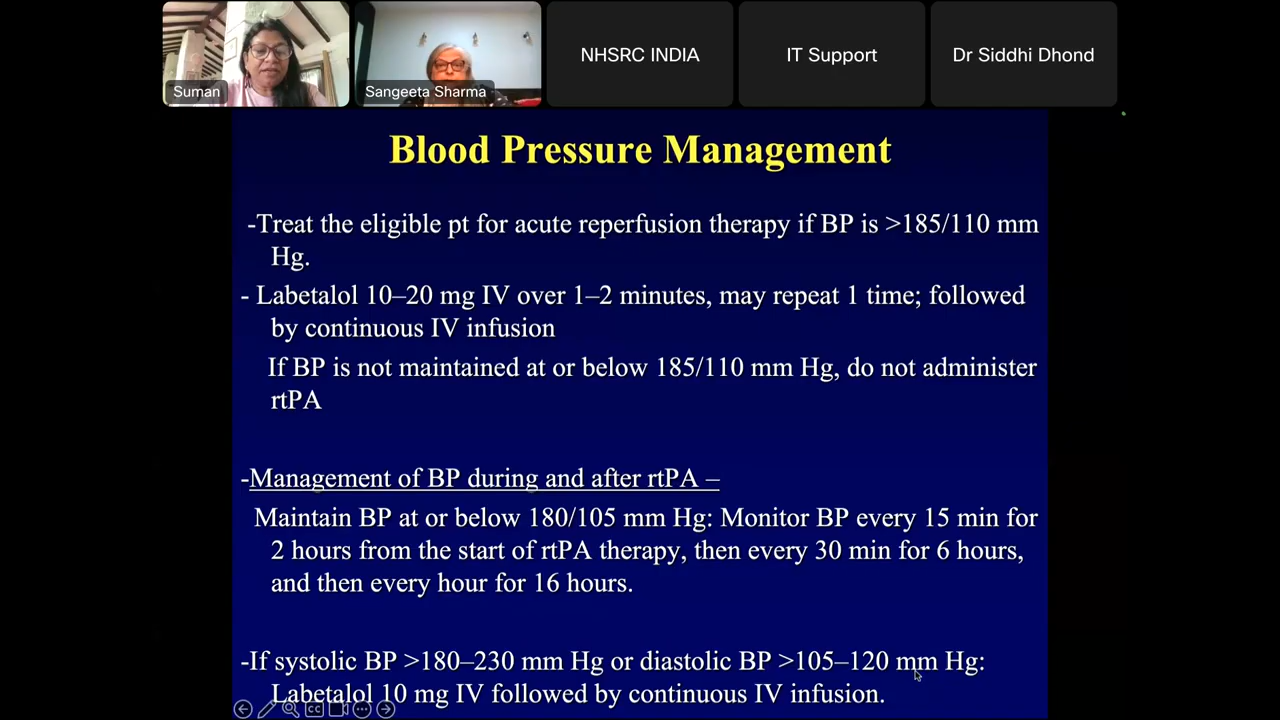 Suman
Sangeeta Sharma
NHSRC INDIA
IT Support
Dr Siddhi Dhond
Blood Pressure Management
-Treat the eligible pt for acute reperfusion therapy if BP is >185/110 mm
Hg.
- Labetalol 10–20 mg IV over 1–2 minutes, may repeat 1 time; followed
by continuous IV infusion
If BP is not maintained at or below 185/110 mm Hg, do not administer
rtPA
-Management of BP during and after rtPA –
Maintain BP at or below 180/105 mm Hg: Monitor BP every 15 min for
2 hours from the start of rtPA therapy, then every 30 min for 6 hours,
and then every hour for 16 hours.
-If systolic BP >180–230 mm Hg or diastolic BP >105–120 mm Hg:
Labetalol 10 mg IV followed by continuous IV infusion.
CC